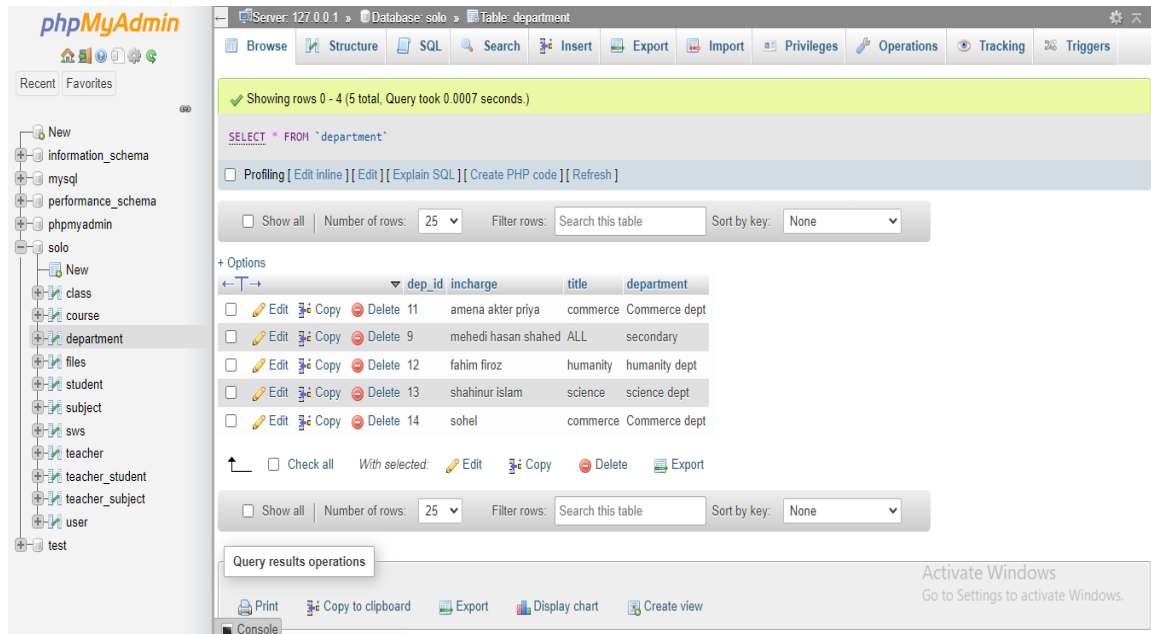 phpMyAdmin
Recent Favorites
New
information_schema
mysql
performance_schema
phpmyadmin
solo
New
class
course
department
files
student
subject
sws
teacher
teacher_student
teacher_subject
user
test
Server: 127.0.0.1 » Database: solo » Table: department
Browse Structure SQL Search Insert Export Import Privileges Operations Tracking Triggers
Showing rows 0 - 4 (5 total, Query took 0.0007 seconds.)
SELECT * FROM `department`
Profiling [ Edit inline ] [ Edit ] [ Explain SQL ] [ Create PHP code ] [ Refresh ]
Show all | Number of rows: 25 Filter rows: Search this table Sort by key: None
+ Options
←T→ ▼ dep_id incharge title department
Edit Copy Delete 11 amena akter priya commerce Commerce dept
Edit Copy Delete 9 mehedi hasan shahed ALL secondary
Edit Copy Delete 12 fahim firoz humanity humanity dept
Edit Copy Delete 13 shahinur islam science science dept
Edit Copy Delete 14 sohel commerce Commerce dept
Check all With selected: Edit Copy Delete Export
Show all | Number of rows: 25 Filter rows: Search this table Sort by key: None
Query results operations
Print Copy to clipboard Export Display chart Create view
Console
Activate Windows
Go to Settings to activate Windows.